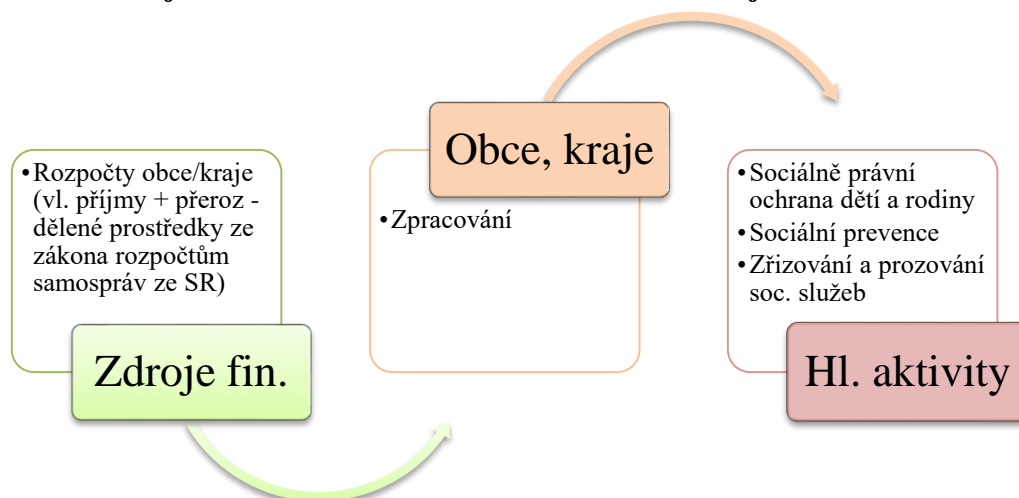 •Rozpočty obce/kraje
(vl. příjmy + přeroz -
dělené prostředky ze
zákona rozpočtům
samospráv ze SR)
Zdroje fin.
Obce, kraje
•Zpracování
•Sociálně právní
ochrana dětí a rodiny
•Sociální prevence
•Zřizování a prozování
soc. služeb
Hl. aktivity